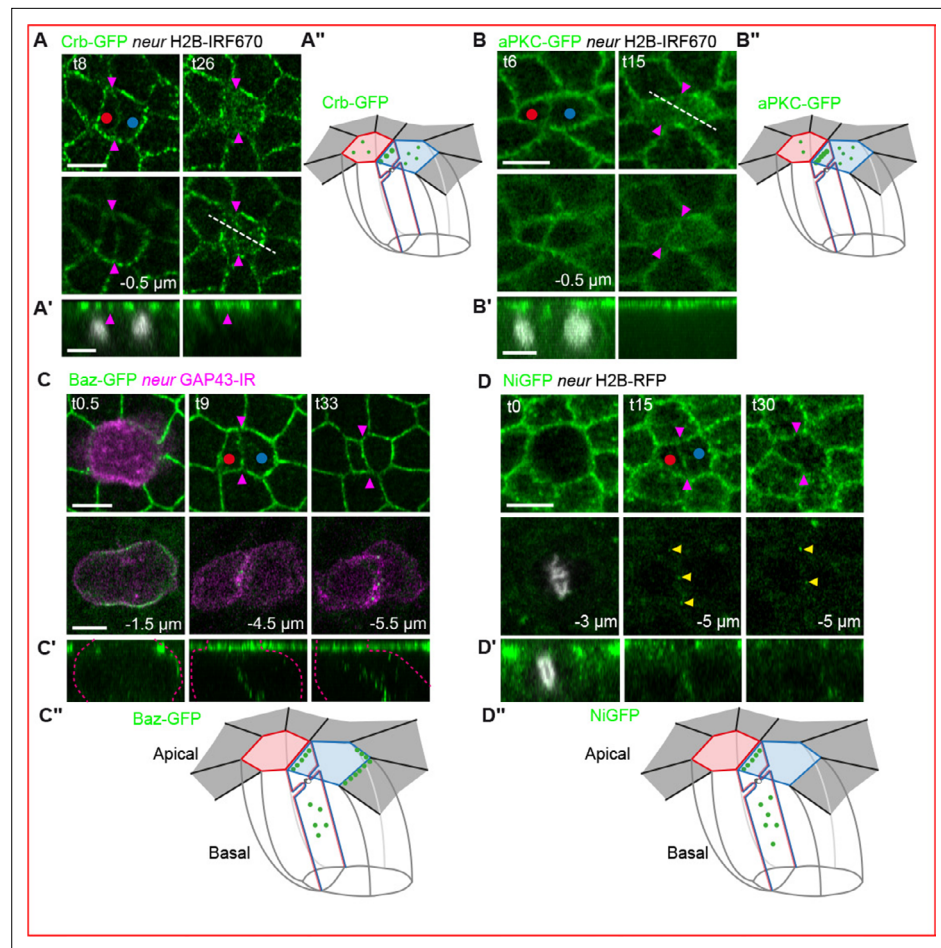 A
Crb-GFP neur H2B-IRF670
t8
t26
-0.5 µm
A'
A"
Crb-GFP
B
aPKC-GFP neur H2B-IRF670
t6
t15
-0.5 µm
B'
B"
aPKC-GFP
C
Baz-GFP neur GAP43-IR
t0.5
t9
t33
-1.5 µm
-4.5 µm
-5.5 µm
C'
C"
Baz-GFP
Apical
Basal
D
NiGFP neur H2B-RFP
t0
t15
t30
-3 µm
-5 µm
-5 µm
D'
D"
NiGFP
Apical
Basal